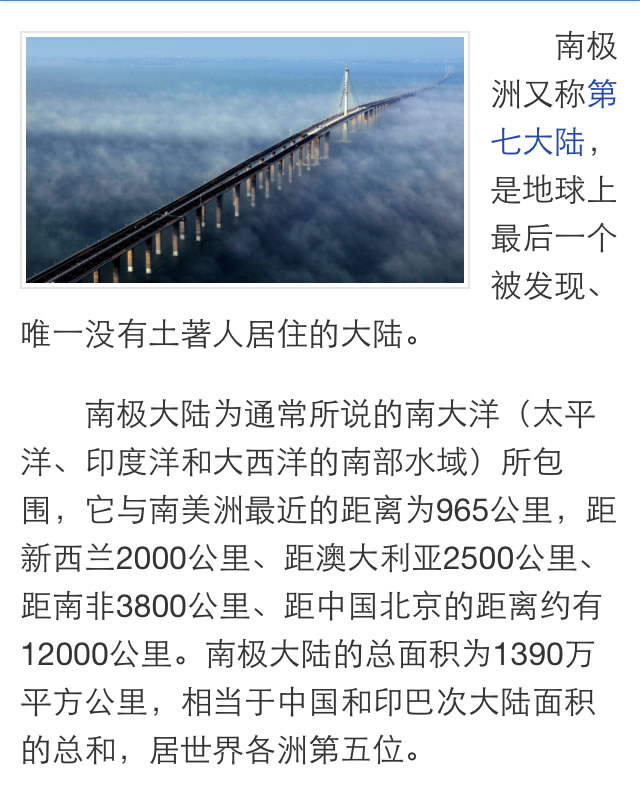 南极
洲又称第
七大陆，
是地球上
最后一个
被发现、
唯一没有土著人居住的大陆。
南极大陆为通常所说的南大洋（太平
洋、印度洋和大西洋的南部水域）所包
围，它与南美洲最近的距离为965公里，距
新西兰2000公里、距澳大利亚2500公里、
距南非3800公里、距中国北京的距离约有
12000公里。南极大陆的总面积为1390万
平方公里，相当于中国和印巴次大陆面积
的总和，居世界各洲第五位。